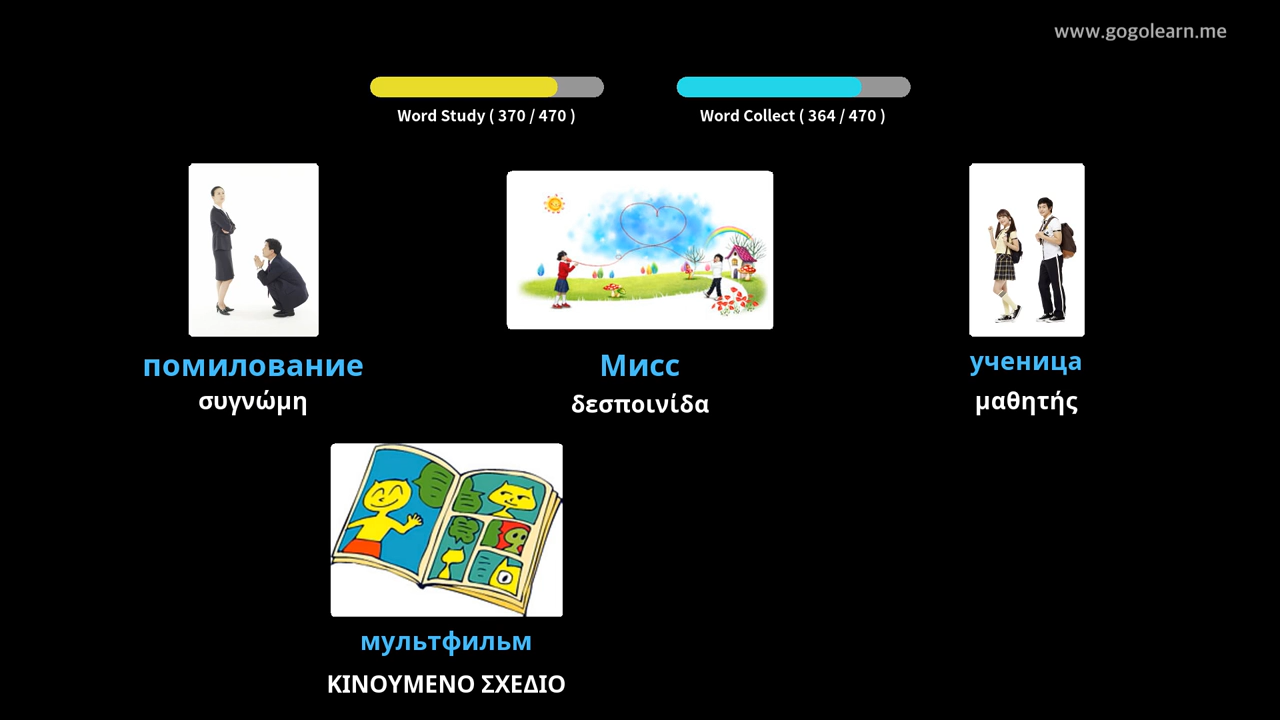 www.gogolearn.me
Word Study ( 370 / 470 )
Word Collect ( 364 / 470 )
помилование
συγνώμη
Мисс
δεσποινίδα
ученица
μαθητής
мультфильм
ΚΙΝΟΥΜΕΝΟ ΣΧΕΔΙΟ